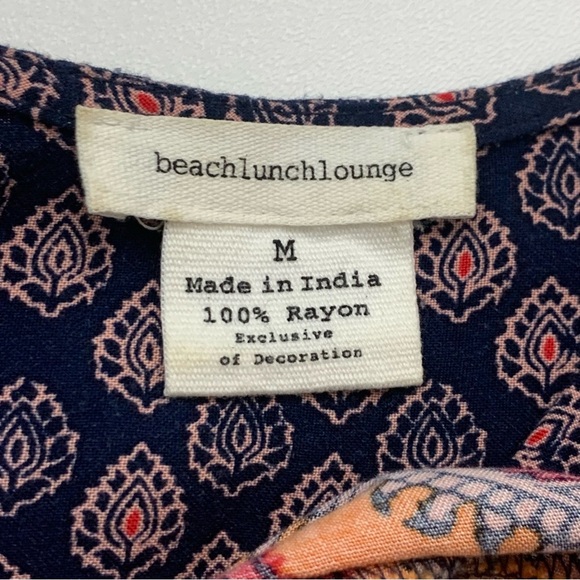 beachlunchlounge
M
Made in India
100% Rayon
Exclusive
of Decoration